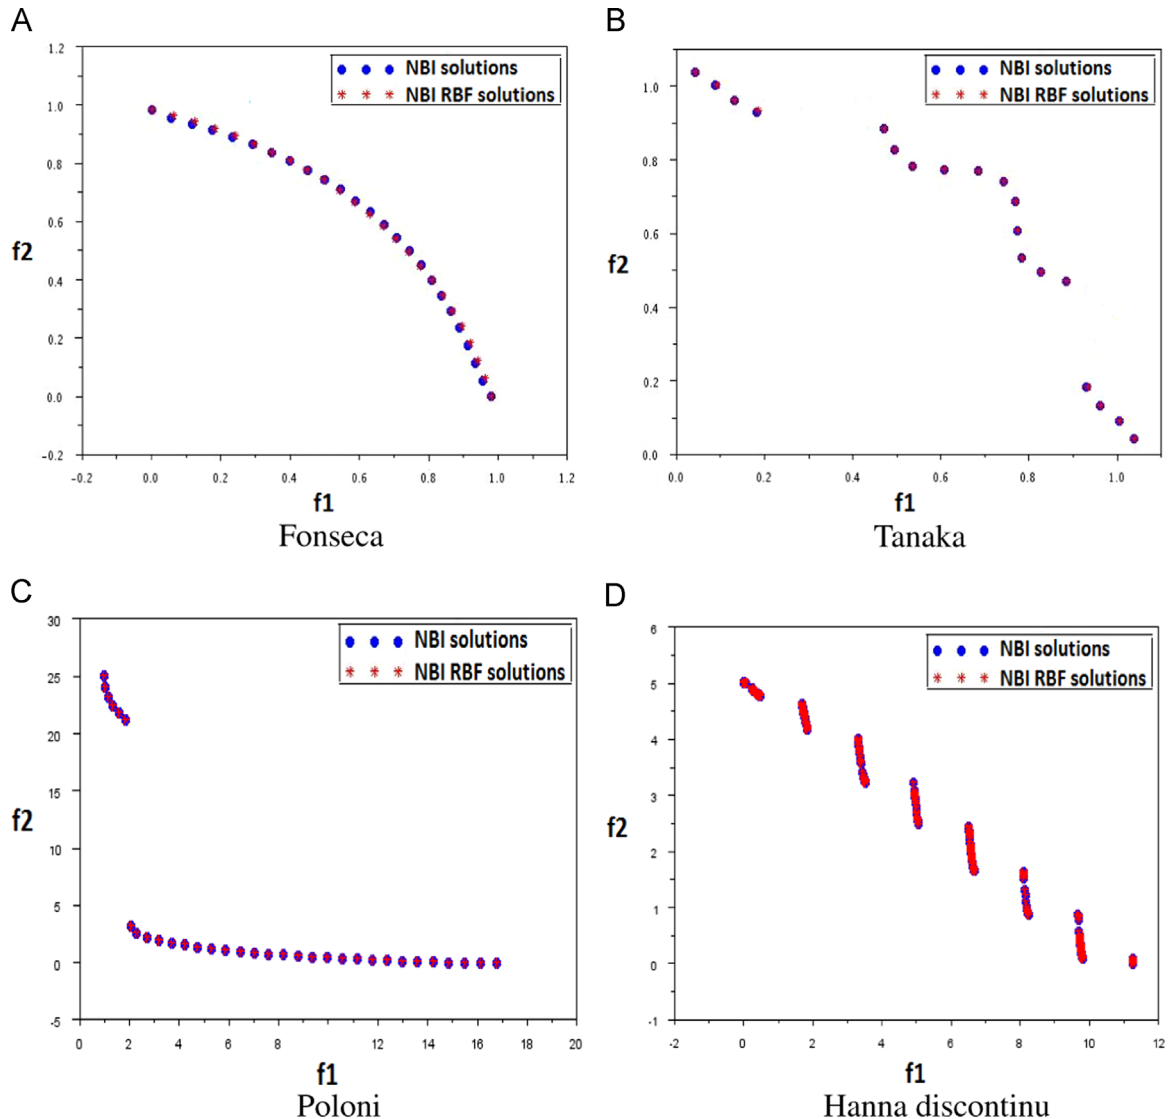 A
B
NBI solutions
NBI RBF solutions
1.2
1.0
0.8
0.6
0.4
0.2
0.0
-0.2
f2
-0.2 0.0 0.2 0.4 0.6 0.8 1.0 1.2
f1
Fonseca
NBI solutions
NBI RBF solutions
1.0
0.8
0.6
0.4
0.2
0.0
f2
0.0 0.2 0.4 0.6 0.8 1.0
f1
Tanaka
C
D
NBI solutions
NBI RBF solutions
30
25
20
15
10
5
0
-5
f2
0 2 4 6 8 10 12 14 16 18 20
f1
Poloni
NBI solutions
NBI RBF solutions
6
5
4
3
2
1
0
-1
f2
-2 0 2 4 6 8 10 12
f1
Hanna discontinu